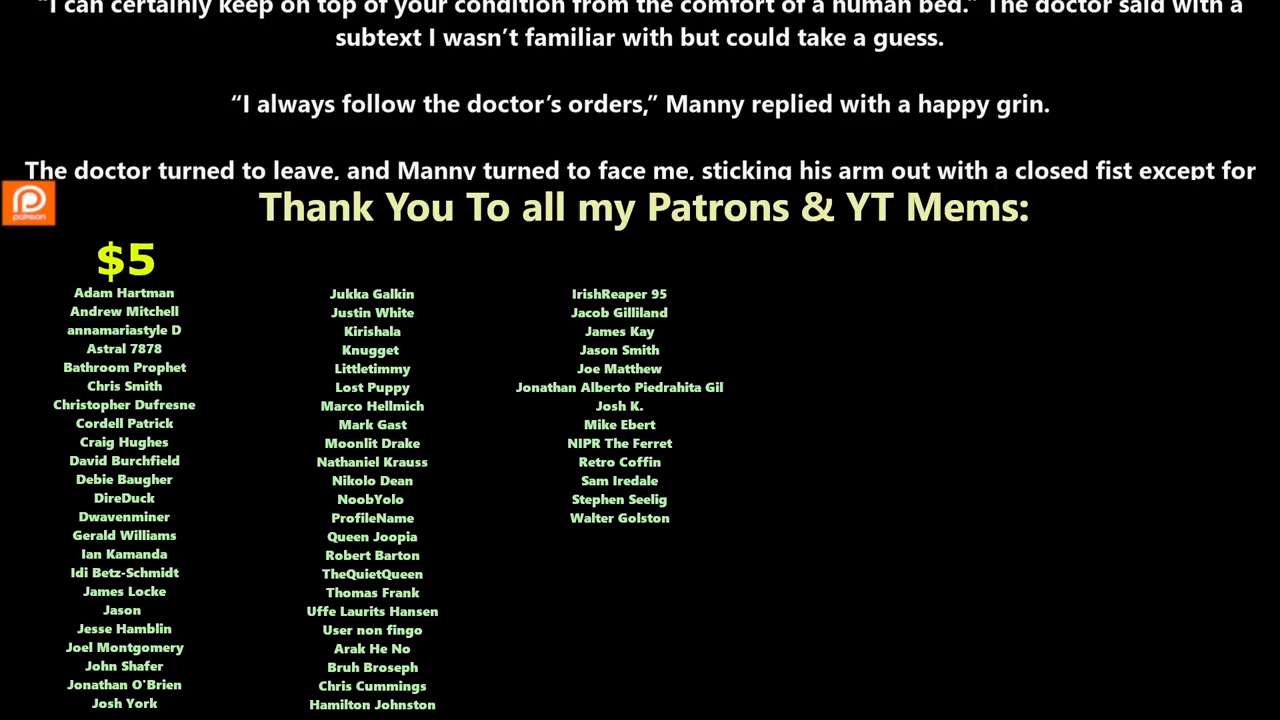 “I can certainly keep on top of your condition from the comfort of a human bed.” The doctor said with a
subtext I wasn’t familiar with but could take a guess.
“I always follow the doctor’s orders,” Manny replied with a happy grin.
The doctor turned to leave, and Manny turned to face me, sticking his arm out with a closed fist except for
patreon
Thank You To all my Patrons & YT Mems:
$5
Adam Hartman
Andrew Mitchell
annamariastyle D
Astral 7878
Bathroom Prophet
Chris Smith
Christopher Dufresne
Cordell Patrick
Craig Hughes
David Burchfield
Debie Baugher
DireDuck
Dwavenminer
Gerald Williams
Ian Kamanda
Idi Betz-Schmidt
James Locke
Jason
Jesse Hamblin
Joel Montgomery
John Shafer
Jonathan O'Brien
Josh York
Jukka Galkin
Justin White
Kirishala
Knugget
Littletimmy
Lost Puppy
Marco Hellmich
Mark Gast
Moonlit Drake
Nathaniel Krauss
Nikolo Dean
NoobYolo
ProfileName
Queen Joopia
Robert Barton
TheQuietQueen
Thomas Frank
Uffe Laurits Hansen
User non fingo
Arak He No
Bruh Broseph
Chris Cummings
Hamilton Johnston
IrishReaper 95
Jacob Gilliland
James Kay
Jason Smith
Joe Matthew
Jonathan Alberto Piedrahita Gil
Josh K.
Mike Ebert
NIPR The Ferret
Retro Coffin
Sam Iredale
Stephen Seelig
Walter Golston